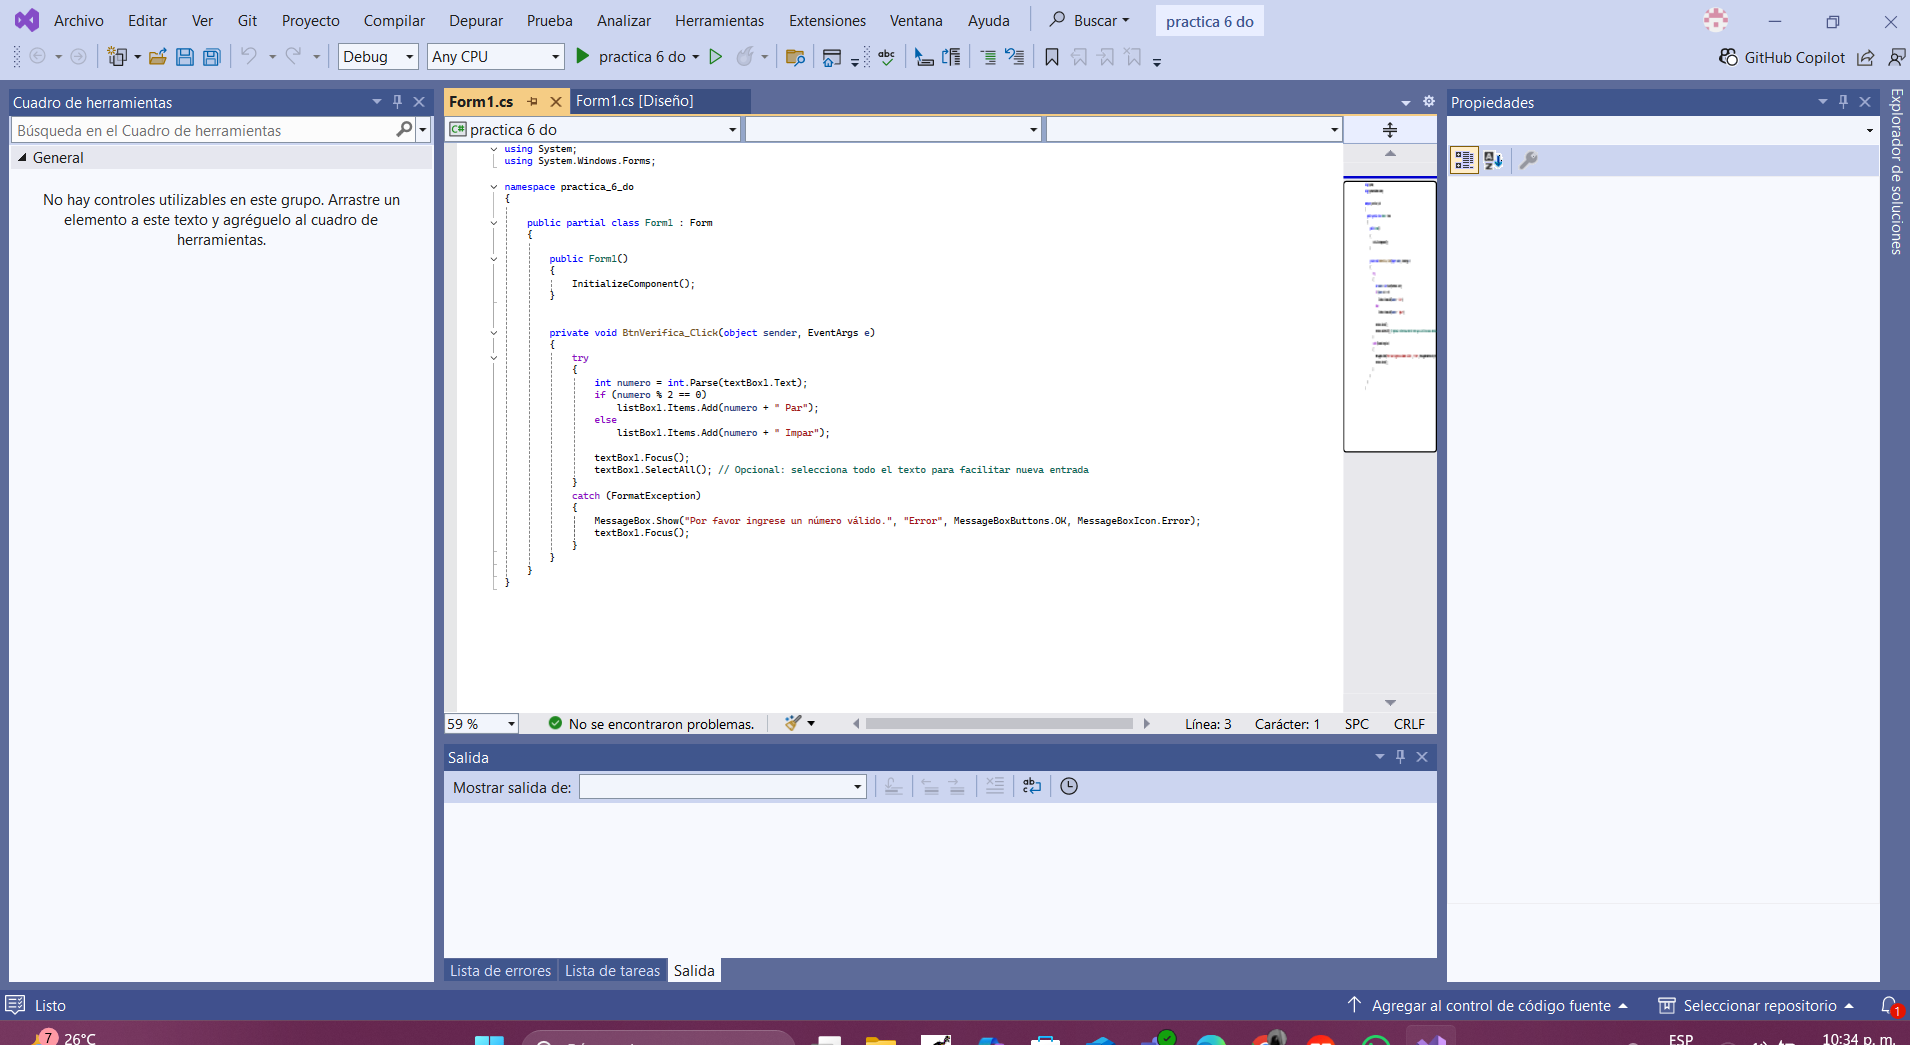 Archivo Editar Ver Git Proyecto Compilar Depurar Prueba Analizar Herramientas Extensiones Ventana Ayuda Buscar practica 6 do
Debug Any CPU practica 6 do GitHub Copilot
Cuadro de herramientas
Búsqueda en el Cuadro de herramientas
General
No hay controles utilizables en este grupo. Arrastre un
elemento a este texto y agréguelo al cuadro de
herramientas.
Form1.cs Form1.cs [Diseño]
C# practica 6 do
using System;
using System.Windows.Forms;
namespace practica_6_do
{
public partial class Form1 : Form
{
public Form1()
{
InitializeComponent();
}
private void BtnVerifica_Click(object sender, EventArgs e)
{
try
{
int numero = int.Parse(textBox1.Text);
if (numero % 2 == 0)
listBox1.Items.Add(numero + " Par");
else
listBox1.Items.Add(numero + " Impar");
textBox1.Focus();
textBox1.SelectAll(); // Opcional: selecciona todo el texto para facilitar nueva entrada
}
catch (FormatException)
{
MessageBox.Show("Por favor ingrese un número válido.", "Error", MessageBoxButtons.OK, MessageBoxIcon.Error);
textBox1.Focus();
}
}
}
}
59 % No se encontraron problemas. Línea: 3 Carácter: 1 SPC CRLF
Salida
Mostrar salida de:
Lista de errores Lista de tareas Salida
Propiedades
Explorador de soluciones
Listo Agregar al control de código fuente Seleccionar repositorio 1
7 26°C ESP 10:34 p. m.